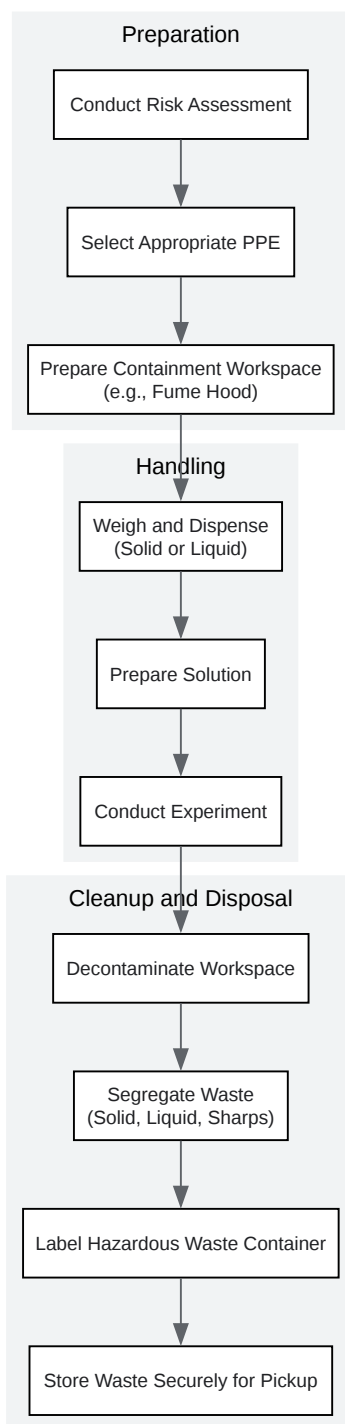 Preparation
Conduct Risk Assessment
Select Appropriate PPE
Prepare Containment Workspace
(e.g., Fume Hood)
Handling
Weigh and Dispense
(Solid or Liquid)
Prepare Solution
Conduct Experiment
Cleanup and Disposal
Decontaminate Workspace
Segregate Waste
(Solid, Liquid, Sharps)
Label Hazardous Waste Container
Store Waste Securely for Pickup